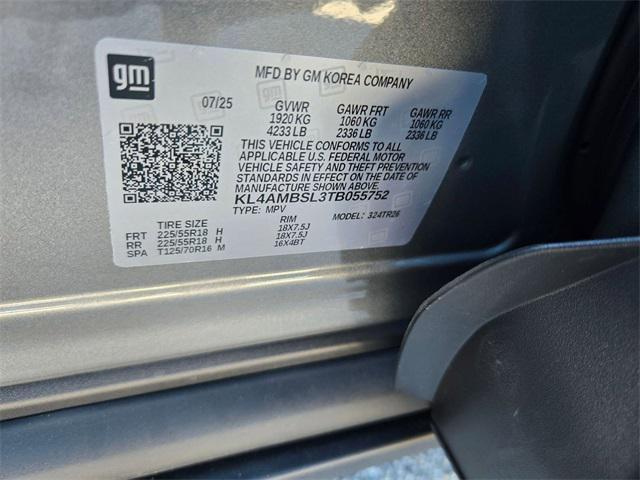 gm
MFD BY GM KOREA COMPANY
07/25 GVWR GAWR FRT GAWR RR
1920 KG 1060 KG 1060 KG
4233 LB 2336 LB 2336 LB
THIS VEHICLE CONFORMS TO ALL
APPLICABLE U.S. FEDERAL MOTOR
VEHICLE SAFETY AND THEFT PREVENTION
STANDARDS IN EFFECT ON THE DATE OF
MANUFACTURE SHOWN ABOVE.
KL4AMBSL3TB055752
TYPE: MPV MODEL: 324TR26
TIRE SIZE RIM
FRT 225/55R18 H 18X7.5J
RR 225/55R18 H 18X7.5J
SPA T125/70R16 M 16X4BT